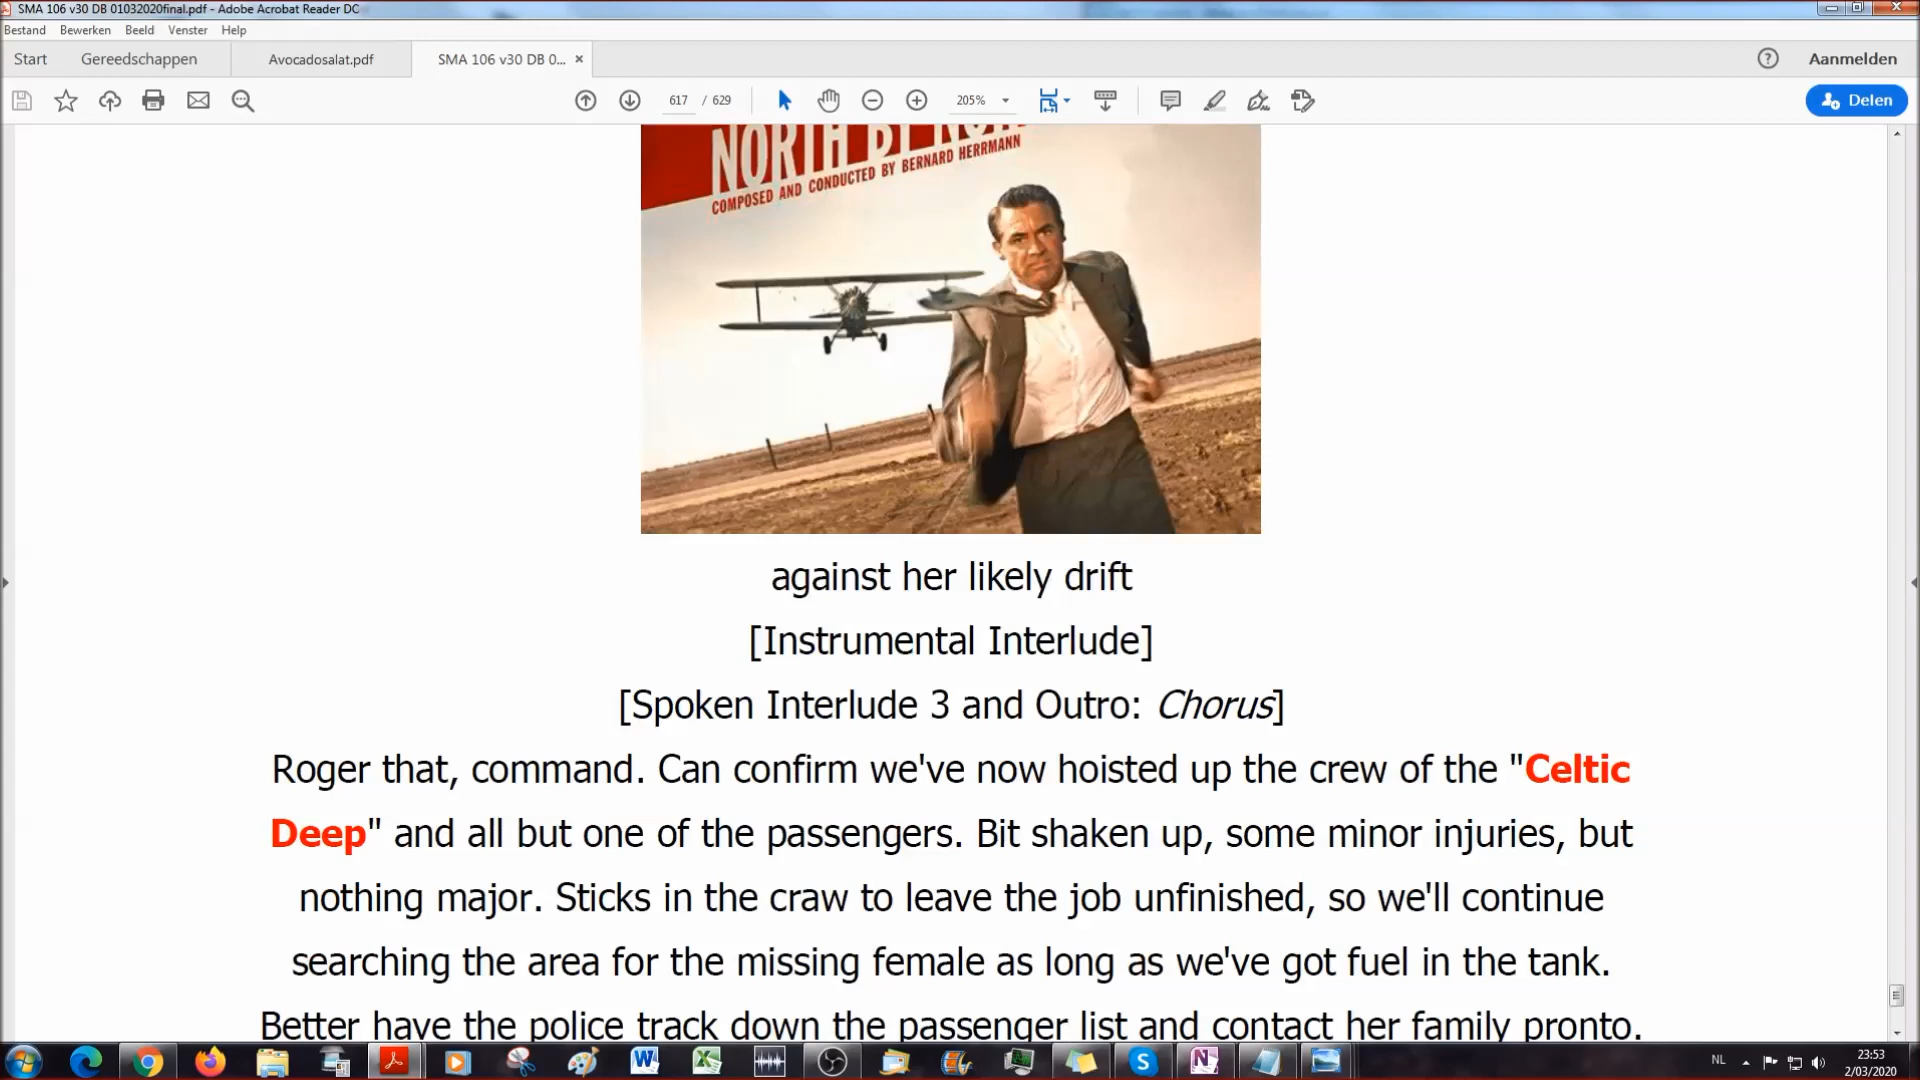 SMA 106 v30 DB 01032020final.pdf - Adobe Acrobat Reader DC
Bestand Bewerken Beeld Venster Help
Start Gereedschappen Avocadosalat.pdf SMA 106 v30 DB 0... × Aanmelden
617 / 629 205% Delen
COMPOSED AND CONDUCTED BY BERNARD HERRMANN
against her likely drift
[Instrumental Interlude]
[Spoken Interlude 3 and Outro: Chorus]
Roger that, command. Can confirm we've now hoisted up the crew of the "Celtic
Deep" and all but one of the passengers. Bit shaken up, some minor injuries, but
nothing major. Sticks in the craw to leave the job unfinished, so we'll continue
searching the area for the missing female as long as we've got fuel in the tank.
Better have the police track down the passenger list and contact her family pronto.
NL 23:53
2/03/2020